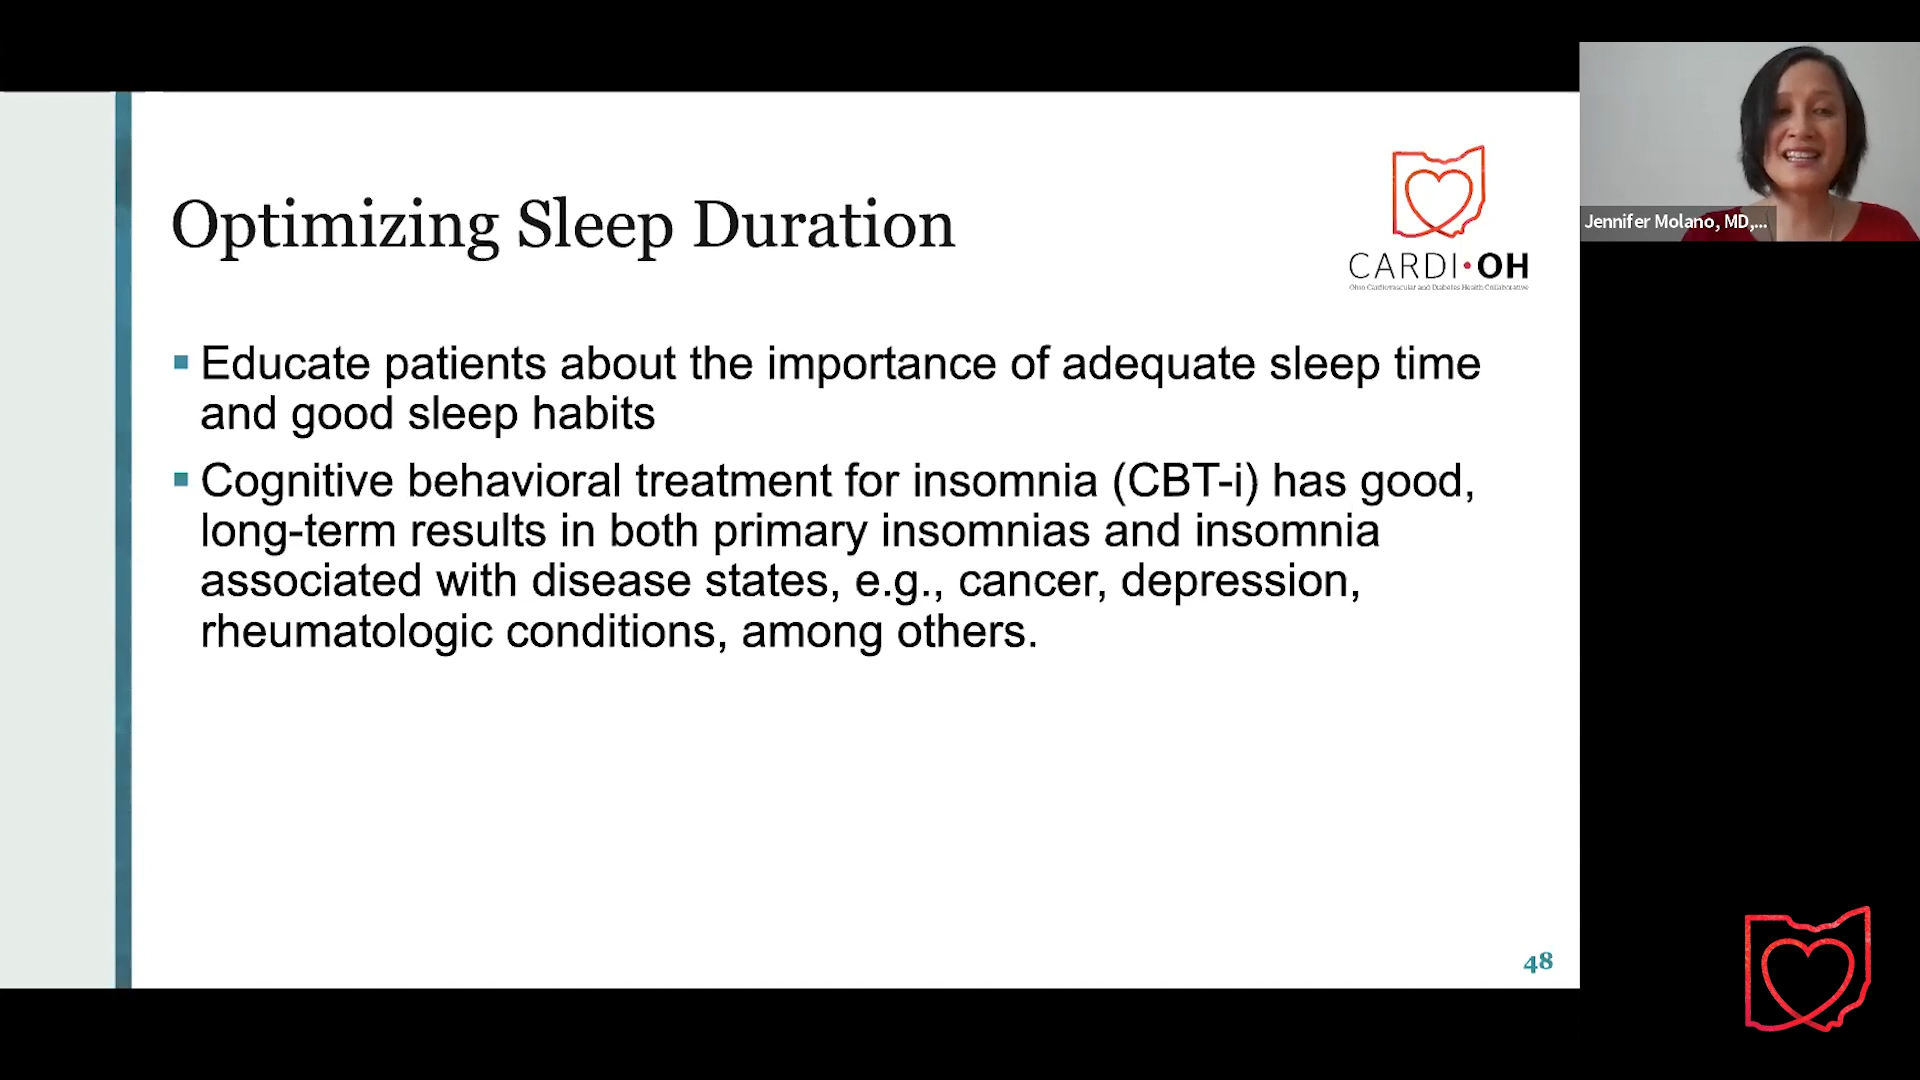 Optimizing Sleep Duration
CARDI•OH
Ohio Cardiovascular and Diabetes Health Collaborative
▪ Educate patients about the importance of adequate sleep time
and good sleep habits
▪ Cognitive behavioral treatment for insomnia (CBT-i) has good,
long-term results in both primary insomnias and insomnia
associated with disease states, e.g., cancer, depression,
rheumatologic conditions, among others.
48
Jennifer Molano, MD,...